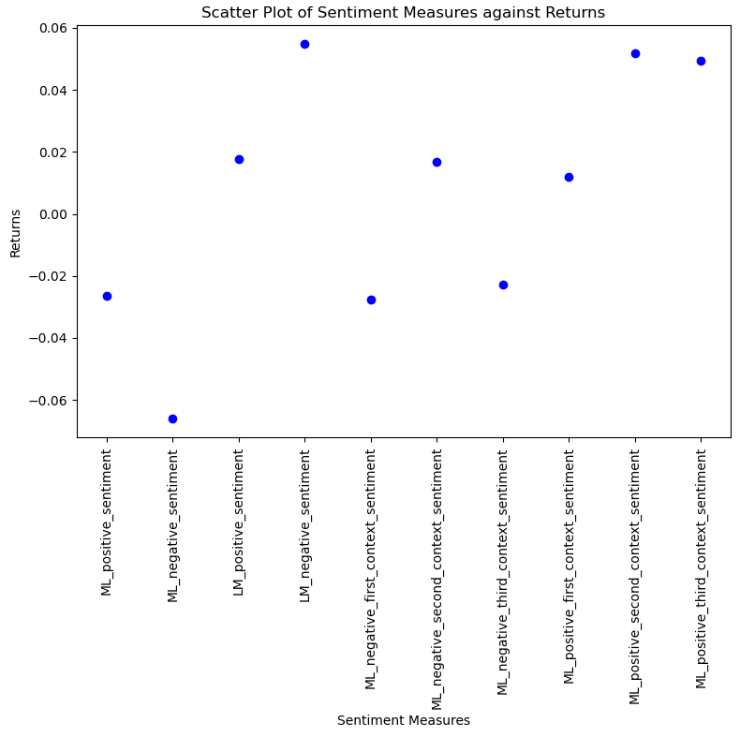 Scatter Plot of Sentiment Measures against Returns
0.06
0.04
0.02
0.00
−0.02
−0.04
−0.06
Returns
ML_positive_sentiment
ML_negative_sentiment
LM_positive_sentiment
LM_negative_sentiment
ML_negative_first_context_sentiment
ML_negative_second_context_sentiment
ML_negative_third_context_sentiment
ML_positive_first_context_sentiment
ML_positive_second_context_sentiment
ML_positive_third_context_sentiment
Sentiment Measures